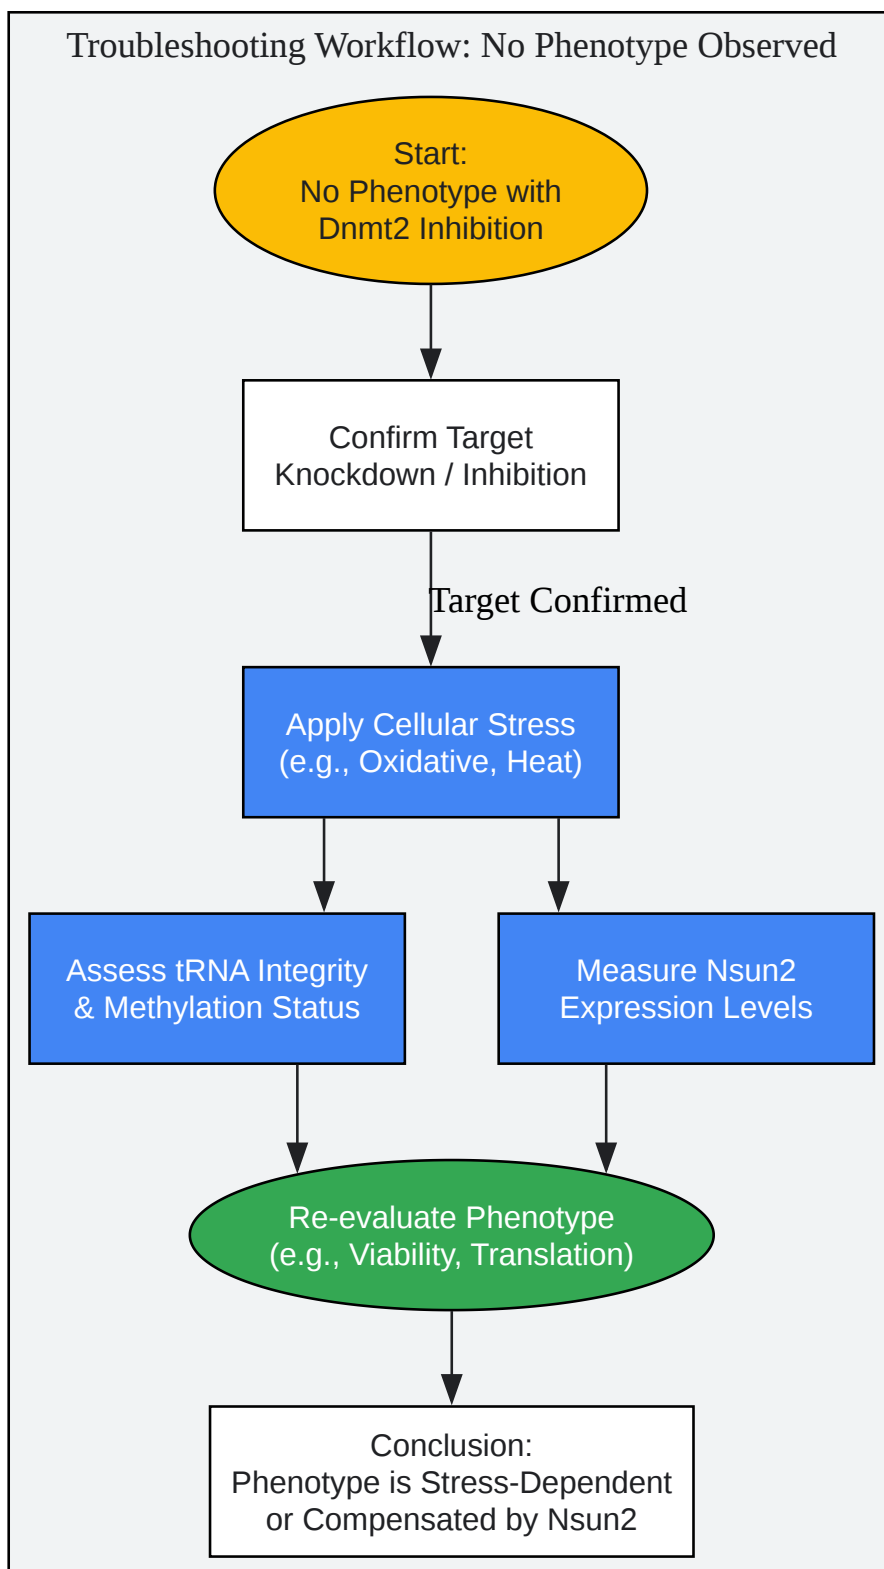 Troubleshooting Workflow: No Phenotype Observed
Start:
No Phenotype with
Dnmt2 Inhibition
Confirm Target
Knockdown / Inhibition
Target Confirmed
Apply Cellular Stress
(e.g., Oxidative, Heat)
Assess tRNA Integrity
& Methylation Status
Measure Nsun2
Expression Levels
Re-evaluate Phenotype
(e.g., Viability, Translation)
Conclusion:
Phenotype is Stress-Dependent
or Compensated by Nsun2